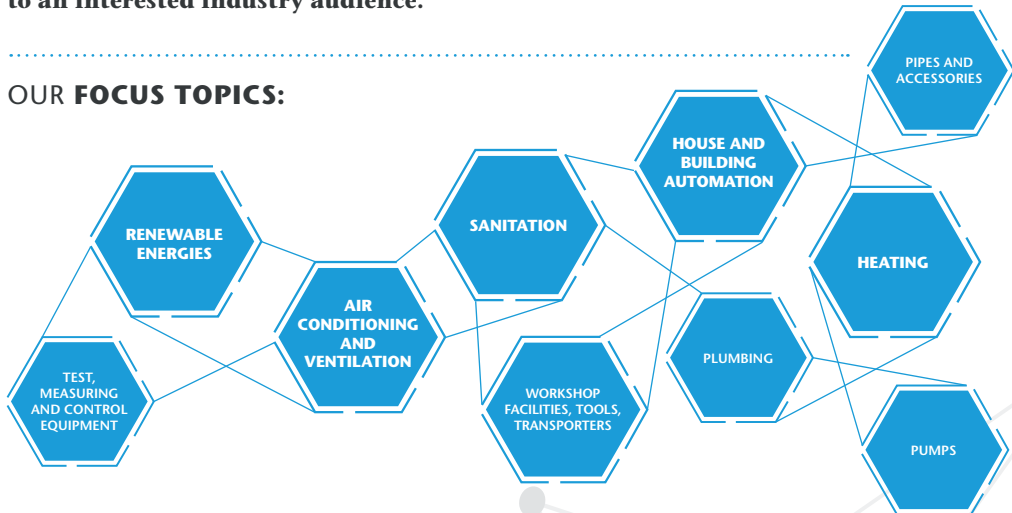 to an interested industry audience.
OUR FOCUS TOPICS:
PIPES AND
ACCESSORIES
HOUSE AND
BUILDING
AUTOMATION
RENEWABLE
ENERGIES
SANITATION
HEATING
AIR
CONDITIONING
AND
VENTILATION
PLUMBING
TEST,
MEASURING
AND CONTROL
EQUIPMENT
WORKSHOP
FACILITIES, TOOLS,
TRANSPORTERS
PUMPS